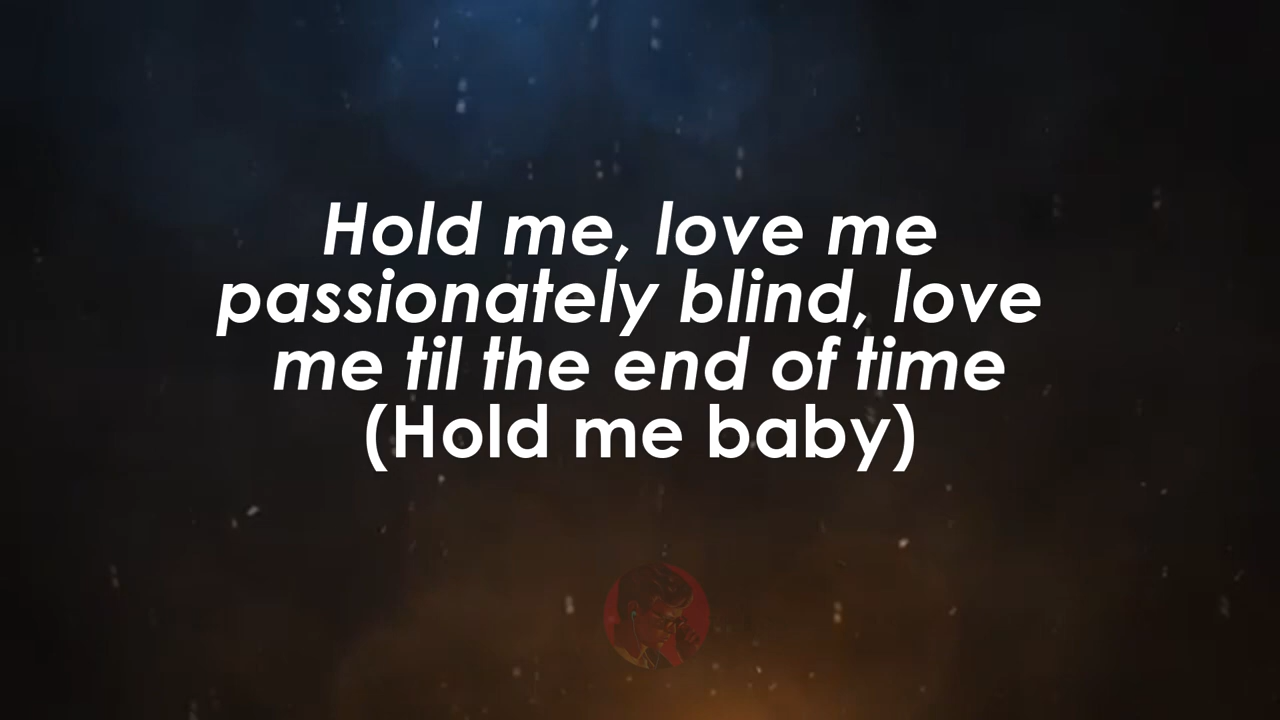 Hold me, love me
passionately blind, love
me til the end of time
(Hold me baby)